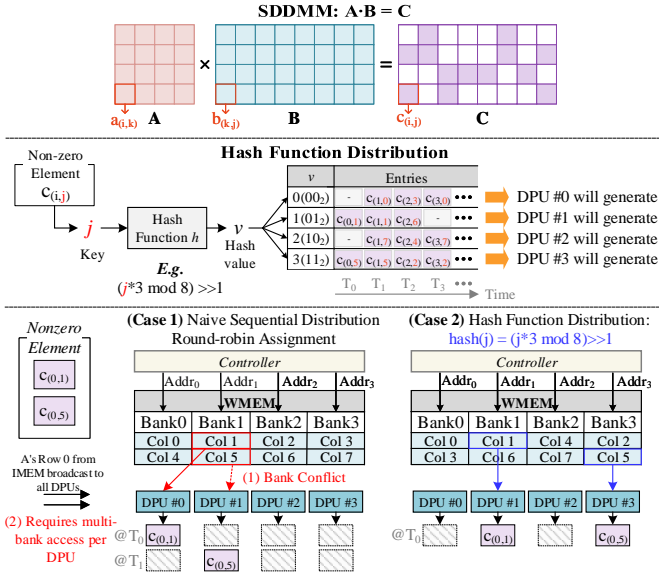 SDDMM: A·B = C
× =
a(i,k) A b(k,j) B c(i,j) C
Hash Function Distribution
Non-zero
Element
c(i,j)
j
Key
Hash
Function h
v
Hash
value
E.g.
(j*3 mod 8) >>1
v Entries
0(00₂) - c(1,0) c(2,3) c(3,0) ••• DPU #0 will generate
1(01₂) c(0,1) c(1,1) c(2,6) - ••• DPU #1 will generate
2(10₂) - c(1,7) c(2,4) c(3,7) ••• DPU #2 will generate
3(11₂) c(0,5) c(1,5) c(2,2) c(3,2) ••• DPU #3 will generate
T₀ T₁ T₂ T₃ ••• Time
Nonzero
Element
c(0,1)
c(0,5)
A's Row 0 from
IMEM broadcast to
all DPUs
(2) Requires multi-
bank access per
DPU
(Case 1) Naive Sequential Distribution
Round-robin Assignment
Controller
Addr₀ Addr₁ Addr₂ Addr₃
WMEM
Bank0 Bank1 Bank2 Bank3
Col 0 Col 1 Col 2 Col 3
Col 4 Col 5 Col 6 Col 7
(1) Bank Conflict
DPU #0 DPU #1 DPU #2 DPU #3
@T₀ c(0,1)
@T₁ c(0,5)
(Case 2) Hash Function Distribution:
hash(j) = (j*3 mod 8)>>1
Controller
Addr₀ Addr₁ Addr₂ Addr₃
WMEM
Bank0 Bank1 Bank2 Bank3
Col 0 Col 1 Col 4 Col 2
Col 3 Col 6 Col 7 Col 5
DPU #0 DPU #1 DPU #2 DPU #3
@T₀ c(0,1) c(0,5)